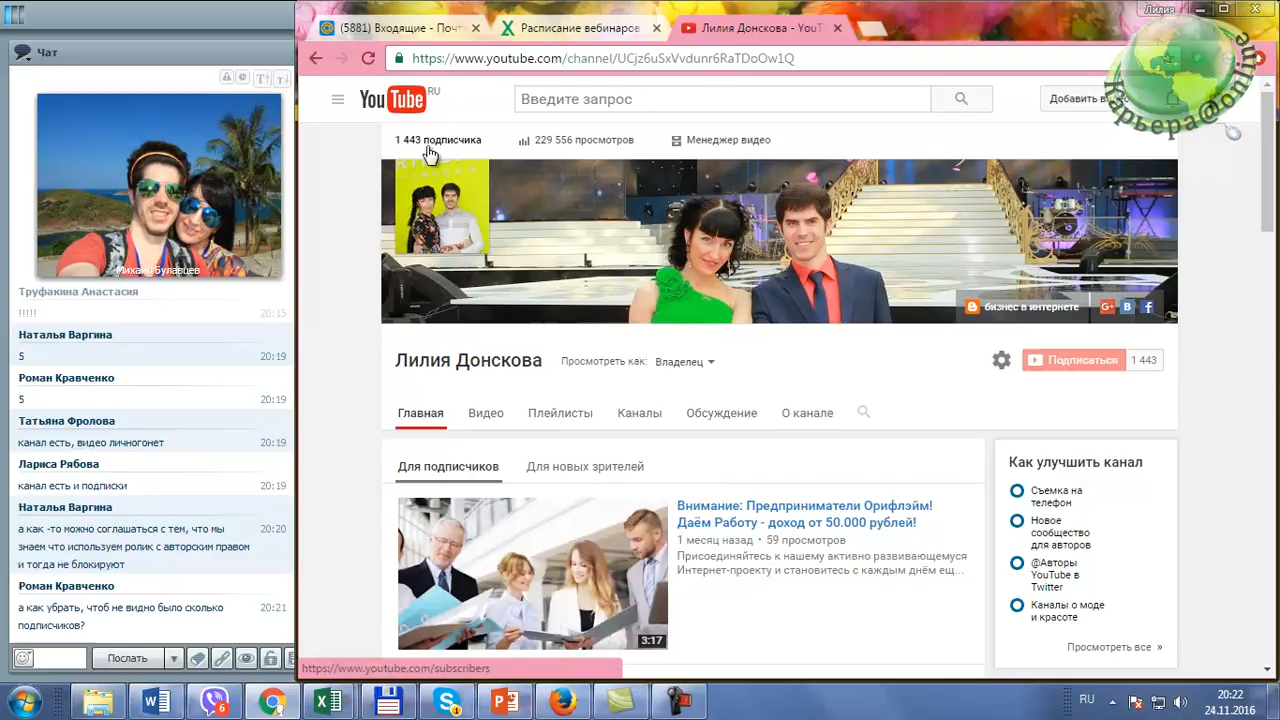 Чат
Михаил Булавцев
Труфакина Анастасия
!!!!!
20:15
Наталья Варгина
5
20:19
Роман Кравченко
5
20:19
Татьяна Фролова
канал есть, видео личногонет
20:19
Лариса Рябова
канал есть и подписки
20:19
Наталья Варгина
а как -то можно соглашаться с тем, что мы
20:20
знаем что используем ролик с авторским правом
и тогда не блокируют
Роман Кравченко
а как убрать, чтоб не видно было сколько
20:21
подписчиков?
Послать
Лилия
(5881) Входящие - Поч
Расписание вебинаров
Лилия Донскова - YouT
https://www.youtube.com/channel/UCjz6uSxVvdunr6RaTDoOw1Q
YouTube RU
Введите запрос
Добавить в
Карьера@online
1 443 подписчика
229 556 просмотров
Менеджер видео
бизнес в интернете
G+
B
f
Лилия Донскова
Просмотреть как:
Владелец
Подписаться
1 443
Главная
Видео
Плейлисты
Каналы
Обсуждение
О канале
Для подписчиков
Для новых зрителей
Внимание: Предприниматели Орифлэйм!
Даём Работу - доход от 50.000 рублей!
1 месяц назад • 59 просмотров
Присоединяйтесь к нашему активно развивающемуся
Интернет-проекту и становитесь с каждым днём ещ...
3:17
Как улучшить канал
Съемка на
телефон
Новое
сообщество
для авторов
@Авторы
YouTube в
Twitter
Каналы о моде
и красоте
Просмотреть все »
https://www.youtube.com/subscribers
RU
20:22
24.11.2016